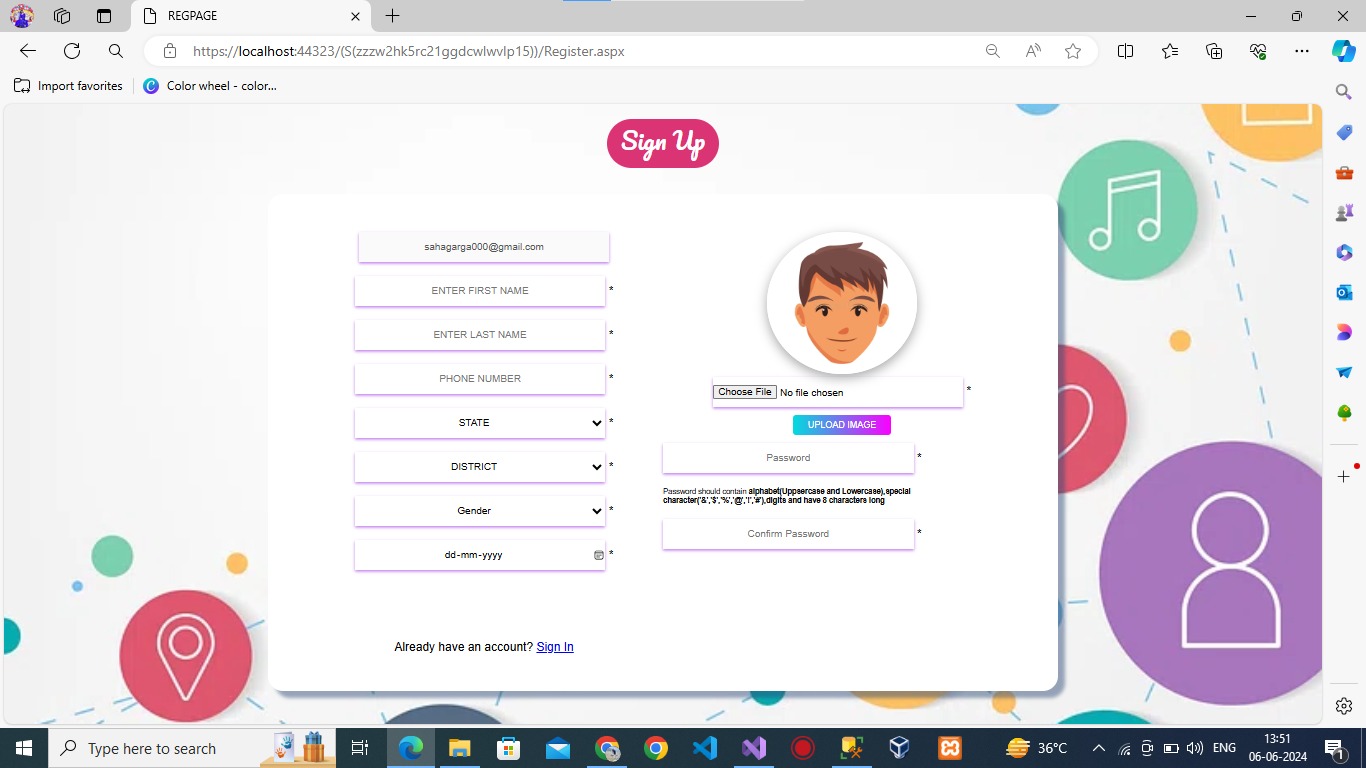 REGPAGE
https://localhost:44323/(S(zzzw2hk5rc21ggdcwlwvlp15))/Register.aspx
Import favorites
Color wheel - color...
Sign Up
sahagarga000@gmail.com
ENTER FIRST NAME *
ENTER LAST NAME *
PHONE NUMBER *
STATE *
DISTRICT *
Gender *
dd-mm-yyyy *
Already have an account? Sign In
Choose File No file chosen *
UPLOAD IMAGE
Password *
Password should contain alphabet(Uppsercase and Lowercase),special
character('&','$','%','@','!','#'),digits and have 8 characters long
Confirm Password *
Type here to search
36°C
ENG
13:51
06-06-2024
1